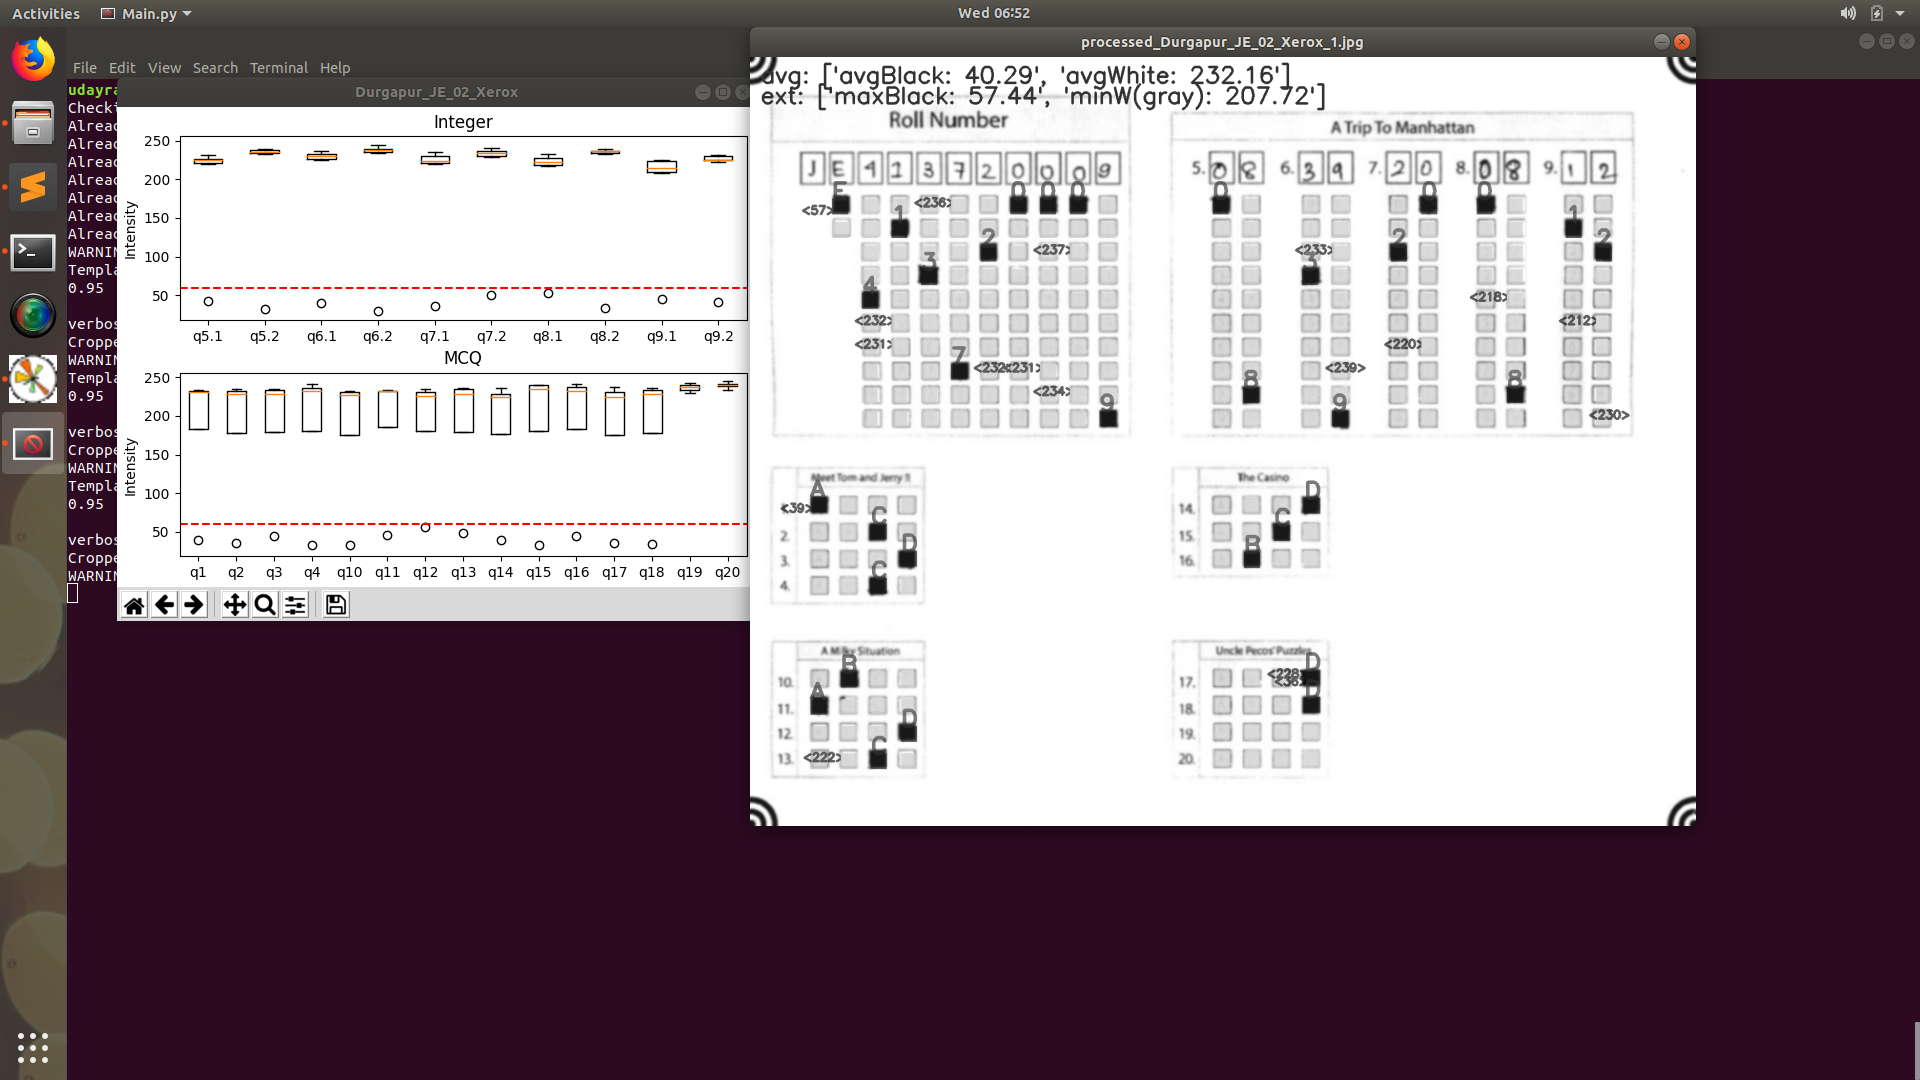 Activities
Main.py
Wed 06:52
File Edit View Search Terminal Help
udayra
Checki
Alread
Alread
Alread
Alread
Alread
Alread
Alread
WARNIN
Templa
0.95
verbos
Croppe
WARNIN
Templa
0.95
verbos
Croppe
WARNIN
Templa
0.95
verbos
Croppe
WARNIN
Durgapur_JE_02_Xerox
Integer
Intensity
250
200
150
100
50
q5.1 q5.2 q6.1 q6.2 q7.1 q7.2 q8.1 q8.2 q9.1 q9.2
MCQ
Intensity
250
200
150
100
50
q1 q2 q3 q4 q10 q11 q12 q13 q14 q15 q16 q17 q18 q19 q20
processed_Durgapur_JE_02_Xerox_1.jpg
avg: ['avgBlack: 40.29', 'avgWhite: 232.16']
ext: ['maxBlack: 57.44', 'minW(gray): 207.72']
Roll Number
J E 4 1 3 7 2 0 0 0 9
E 0 0 0
<57> <236>
1
2
<237>
3
4
<232>
<231>
7 <232 <231>
<234>
9
A Trip To Manhattan
5. 0 8 6. 3 9 7. 2 0 8. 0 8 9. 1 2
0 0 0
1
2 2
<233>
3
<218>
<212>
<220>
<239>
8 8
9
<230>
Meet Tom and Jerry !!
A
<39>
C
2.
D
3.
C
4.
The Casino
D
14.
C
15.
B
16.
A Milky Situation
B
10.
A
11.
D
12.
C
13. <222>
Uncle Pecos' Puzzles
D
<228>
17. <36>
D
18.
19.
20.